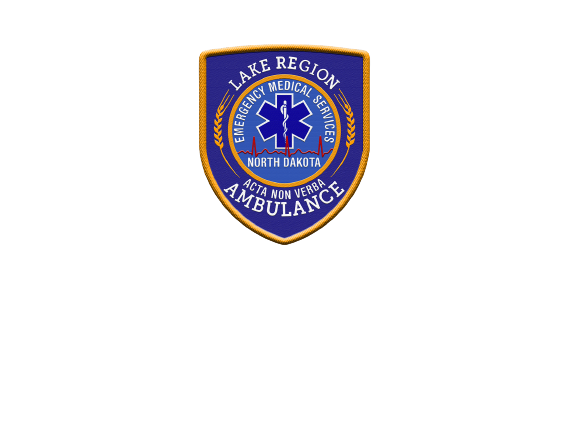 LAKE REGION
EMERGENCY MEDICAL SERVICES
NORTH DAKOTA
ACTA NON VERBA
AMBULANCE